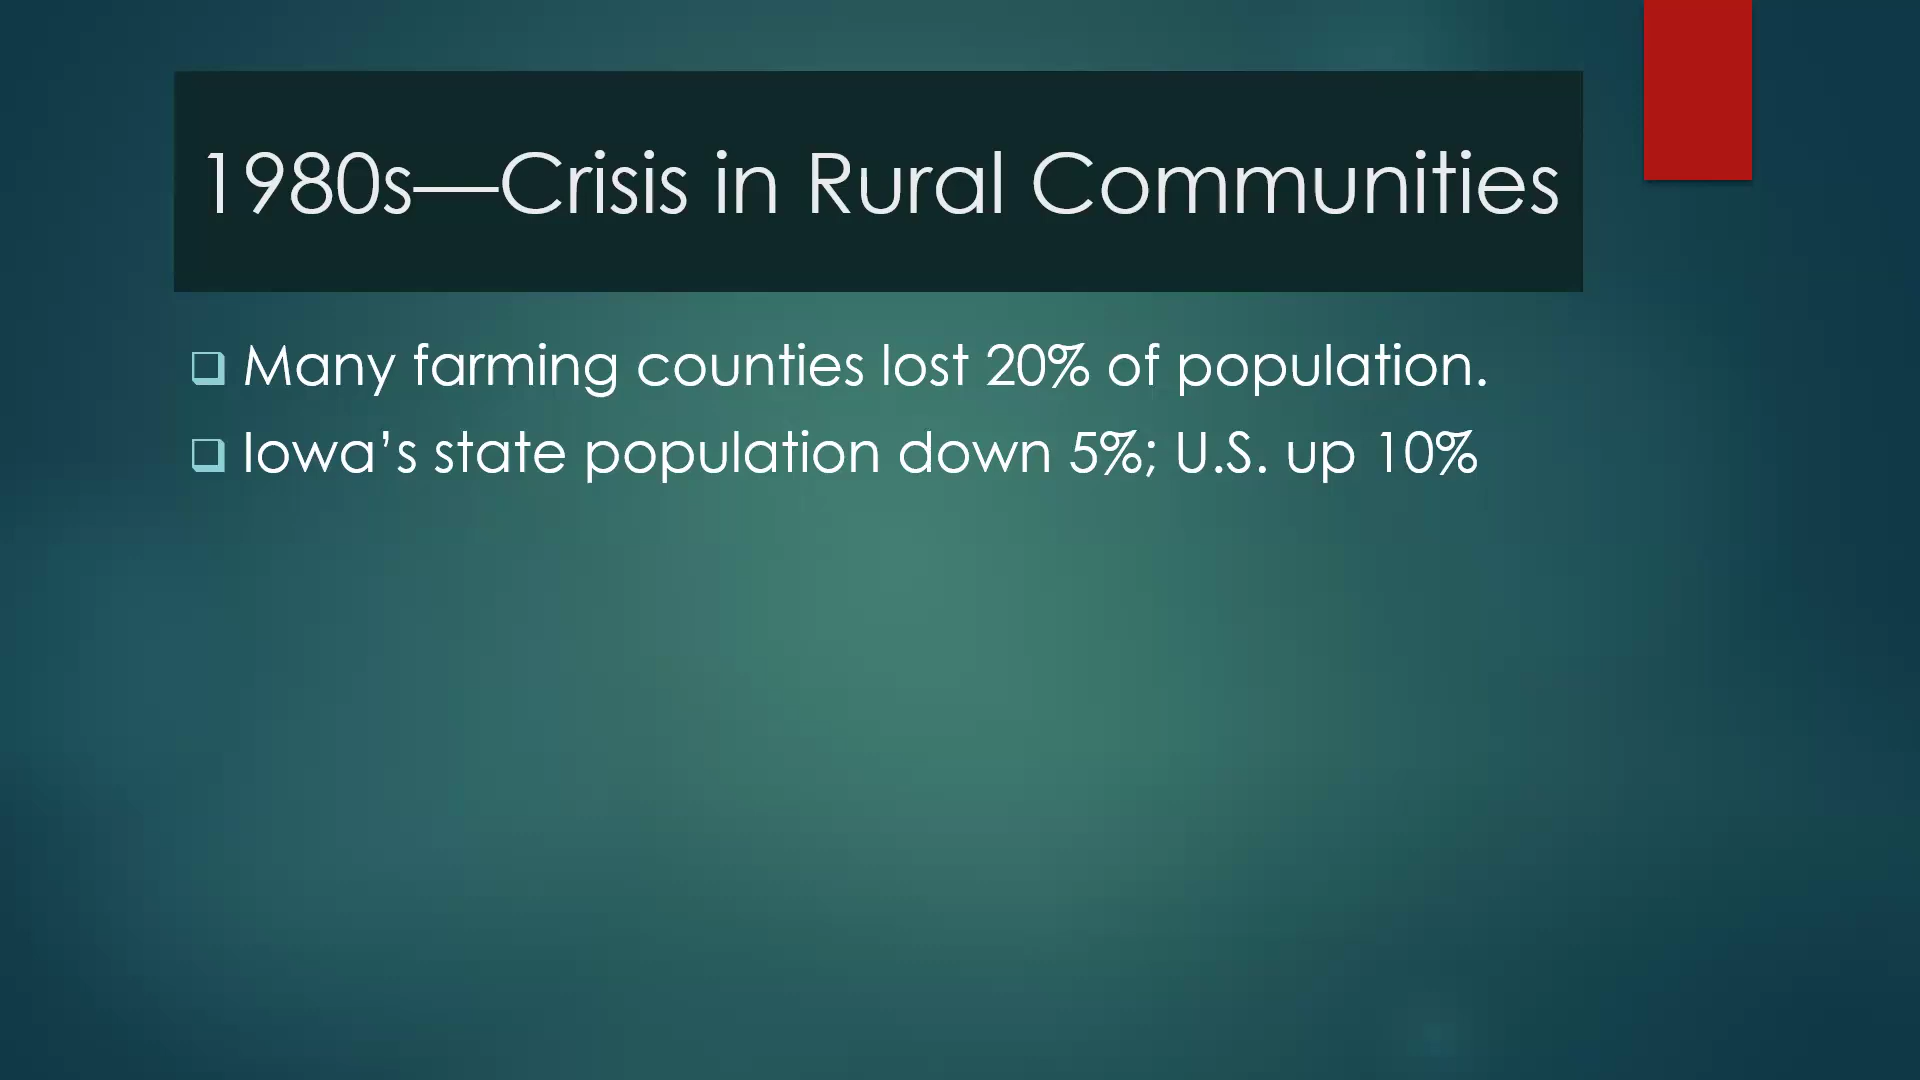 1980s—Crisis in Rural Communities
Many farming counties lost 20% of population.
Iowa’s state population down 5%; U.S. up 10%